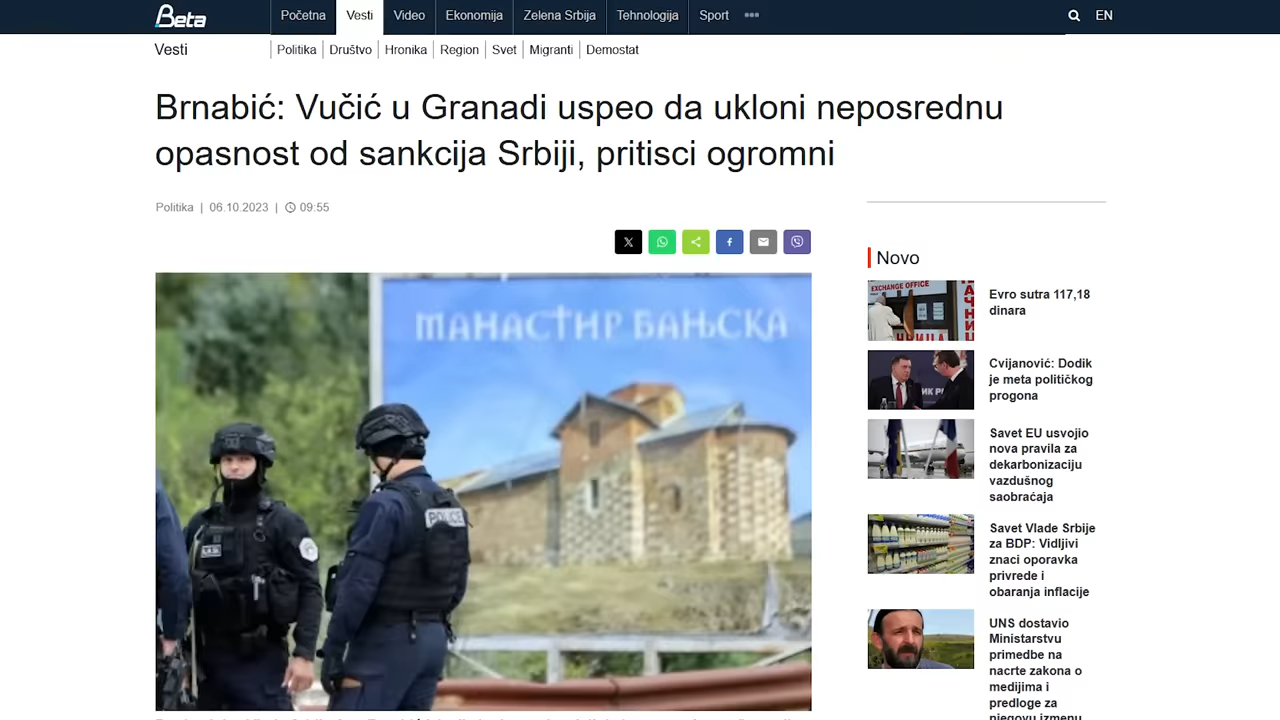 Beta
Početna
Vesti
Video
Ekonomija
Zelena Srbija
Tehnologija
Sport
EN
Vesti
Politika
Društvo
Hronika
Region
Svet
Migranti
Demostat
Brnabić: Vučić u Granadi uspeo da ukloni neposrednu
opasnost od sankcija Srbiji, pritisci ogromni
Politika | 06.10.2023 | 09:55
МАНАСТИР БАЊСКА
POLICE
Novo
EXCHANGE OFFICE
Evro sutra 117,18
dinara
Cvijanović: Dodik
je meta političkog
progona
Savet EU usvojio
nova pravila za
dekarbonizaciju
vazdušnog
saobraćaja
Savet Vlade Srbije
za BDP: Vidljivi
znaci oporavka
privrede i
obaranja inflacije
UNS dostavio
Ministarstvu
primedbe na
nacrte zakona o
medijima i
predloge za
njegovu izmenu